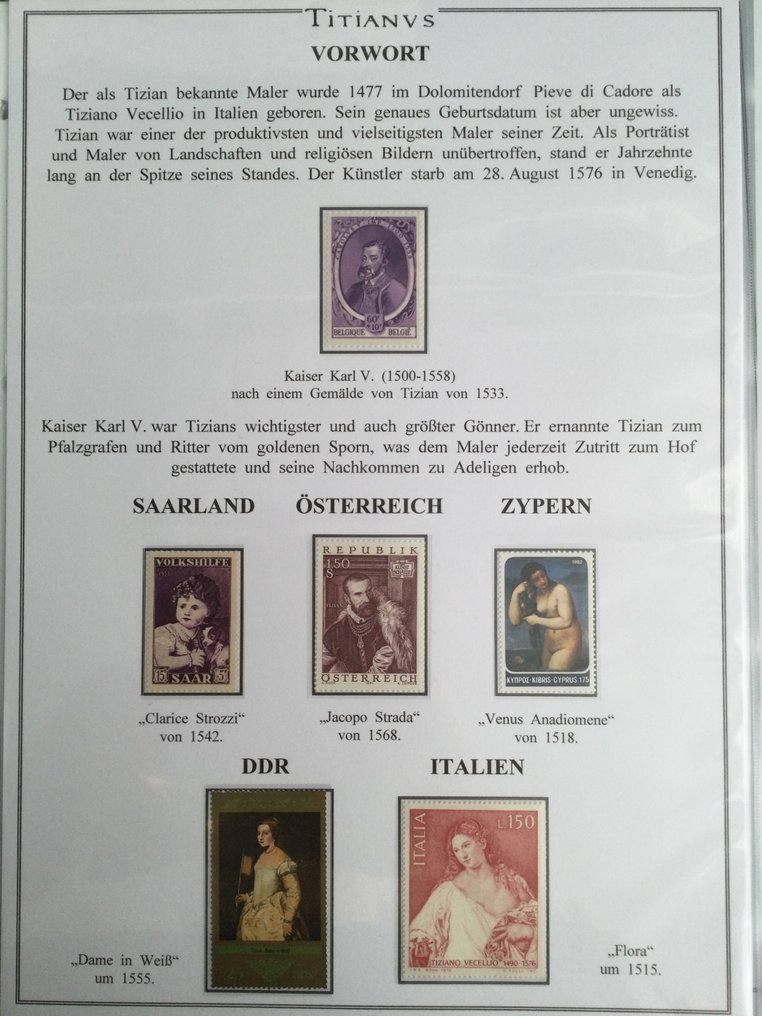 TITIANVS
VORWORT
Der als Tizian bekannte Maler wurde 1477 im Dolomitendorf Pieve di Cadore als
Tiziano Vecellio in Italien geboren. Sein genaues Geburtsdatum ist aber ungewiss.
Tizian war einer der produktivsten und vielseitigsten Maler seiner Zeit. Als Porträtist
und Maler von Landschaften und religiösen Bildern unübertroffen, stand er Jahrzehnte
lang an der Spitze seines Standes. Der Künstler starb am 28. August 1576 in Venedig.
60c
+10c
BELGIQUE BELGIË
Kaiser Karl V. (1500-1558)
nach einem Gemälde von Tizian von 1533.
Kaiser Karl V. war Tizians wichtigster und auch größter Gönner. Er ernannte Tizian zum
Pfalzgrafen und Ritter vom goldenen Sporn, was dem Maler jederzeit Zutritt zum Hof
gestattete und seine Nachkommen zu Adeligen erhob.
SAARLAND ÖSTERREICH ZYPERN
VOLKSHILFE
15F SAAR 5F
REPUBLIK
1.50
S
ÖSTERREICH
1982
ΚΥΠΡΟΣ·KIBRIS·CYPRUS 175
„Clarice Strozzi“
von 1542.
„Jacopo Strada“
von 1568.
„Venus Anadiomene“
von 1518.
DDR ITALIEN
ITALIA
L.150
TIZIANO VECELLIO 1490-1576
„Dame in Weiß“
um 1555.
„Flora“
um 1515.